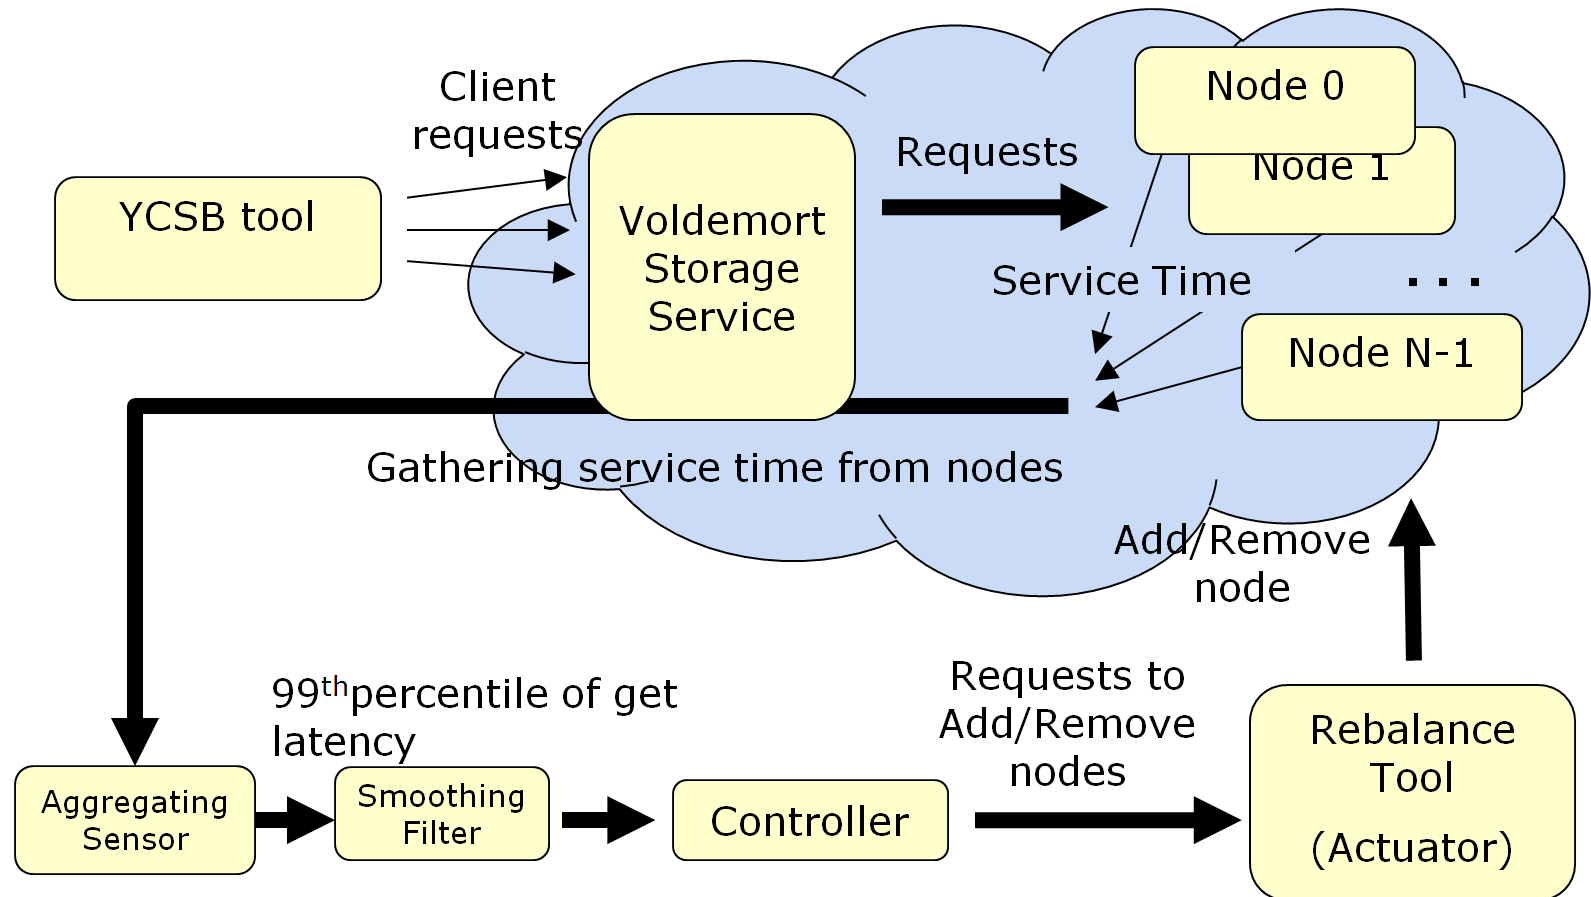 Client
requests
YCSB tool
Voldemort
Storage
Service
Requests
Node 0
Node 1
Service Time
. . .
Node N-1
Gathering service time from nodes
Add/Remove
node
99thpercentile of get
latency
Requests to
Add/Remove
nodes
Aggregating
Sensor
Smoothing
Filter
Controller
Rebalance
Tool
(Actuator)